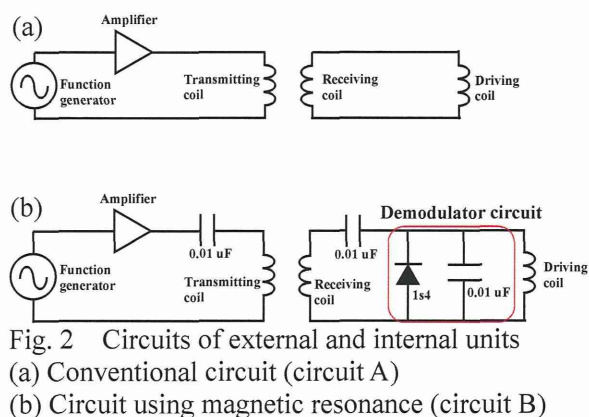 (a)
Amplifier
Function
generator
Transmitting
coil
Receiving
coil
Driving
coil
(b)
Amplifier
0.01 uF
Function
generator
Transmitting
coil
0.01 uF
Receiving
coil
Demodulator circuit
1s4
0.01 uF
Driving
coil
Fig. 2 Circuits of external and internal units
(a) Conventional circuit (circuit A)
(b) Circuit using magnetic resonance (circuit B)